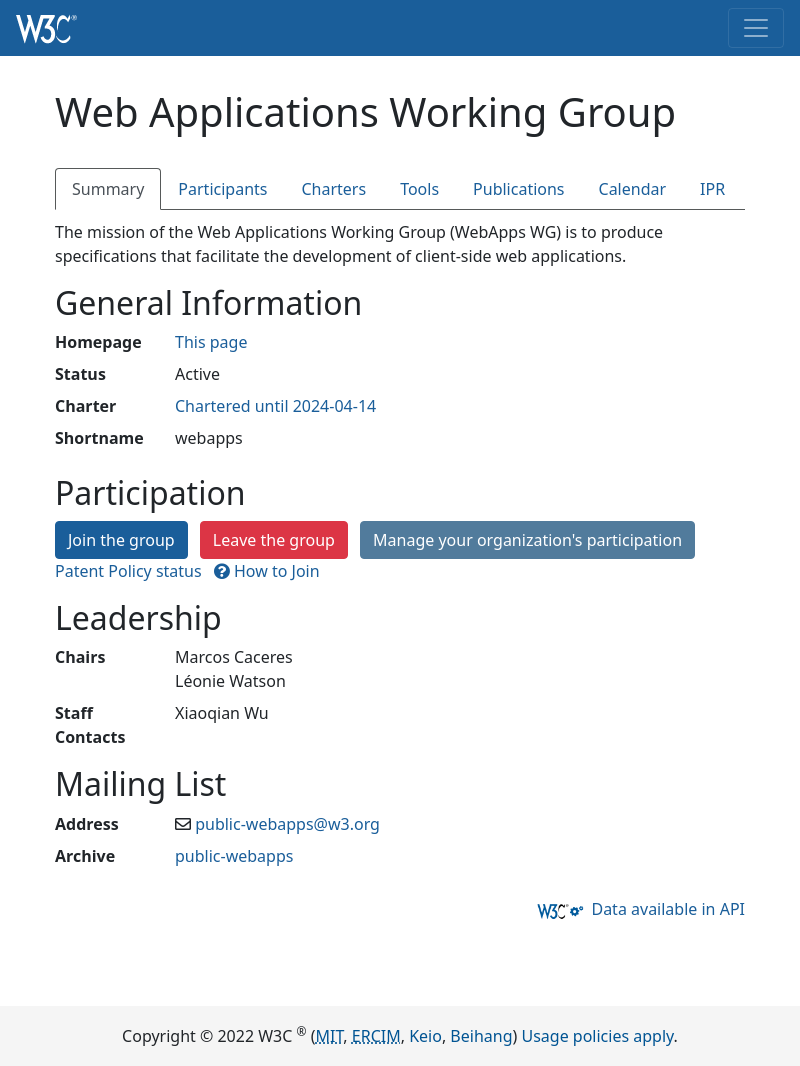 W3C®
Web Applications Working Group
Summary Participants Charters Tools Publications Calendar IPR
The mission of the Web Applications Working Group (WebApps WG) is to produce
specifications that facilitate the development of client-side web applications.
General Information
Homepage This page
Status Active
Charter Chartered until 2024-04-14
Shortname webapps
Participation
Join the group Leave the group Manage your organization's participation
Patent Policy status How to Join
Leadership
Chairs Marcos Caceres
Léonie Watson
Staff Xiaoqian Wu
Contacts
Mailing List
Address public-webapps@w3.org
Archive public-webapps
W3C® Data available in API
Copyright © 2022 W3C ® (MIT, ERCIM, Keio, Beihang) Usage policies apply.